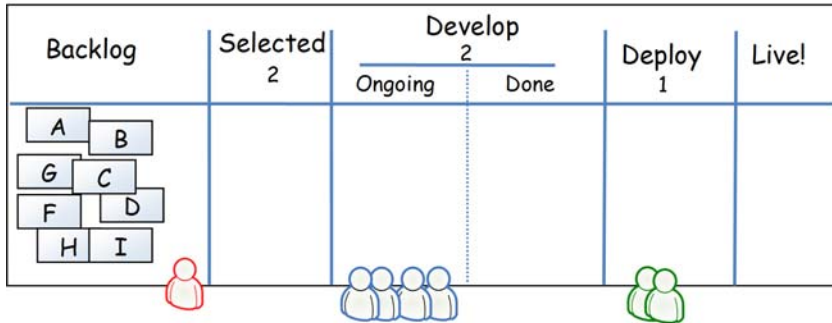 Backlog
Selected
2
Develop
2
Ongoing
Done
Deploy
1
Live!
A
B
G
C
F
D
H
I